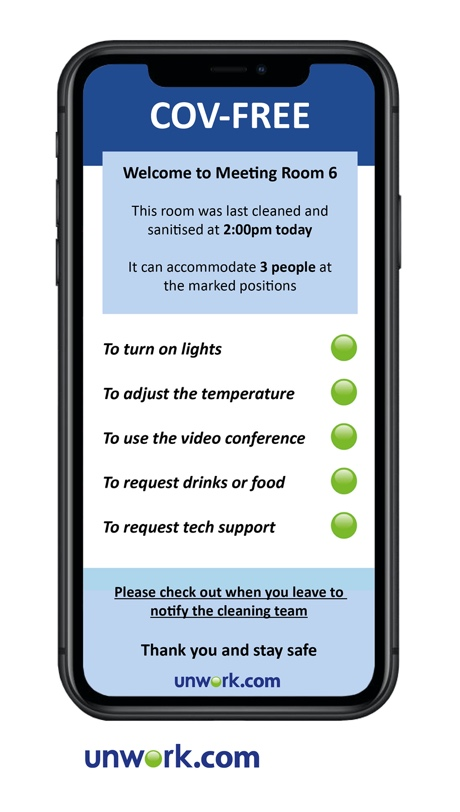 COV-FREE
Welcome to Meeting Room 6
This room was last cleaned and
sanitised at 2:00pm today
It can accommodate 3 people at
the marked positions
To turn on lights
To adjust the temperature
To use the video conference
To request drinks or food
To request tech support
Please check out when you leave to
notify the cleaning team
Thank you and stay safe
unwork.com
unwork.com